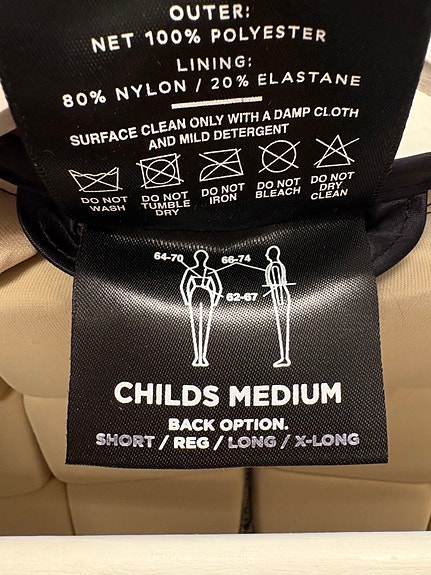 OUTER:
NET 100% POLYESTER
LINING:
80% NYLON / 20% ELASTANE
SURFACE CLEAN ONLY WITH A DAMP CLOTH
AND MILD DETERGENT
DO NOT WASH
DO NOT TUMBLE DRY
DO NOT IRON
DO NOT BLEACH
DO NOT DRY CLEAN
64-70 66-74
62-67
CHILDS MEDIUM
BACK OPTION.
SHORT / REG / LONG / X-LONG